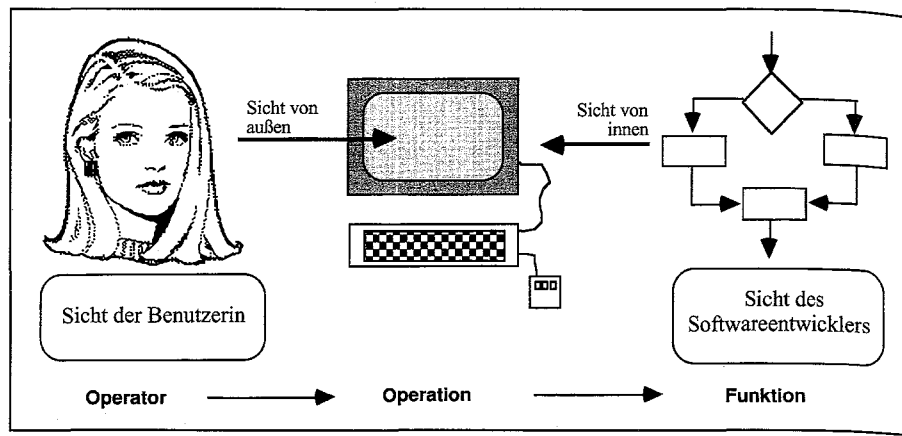 Sicht von
außen
Sicht von
innen
Sicht der Benutzerin
Sicht des
Softwareentwicklers
Operator
Operation
Funktion